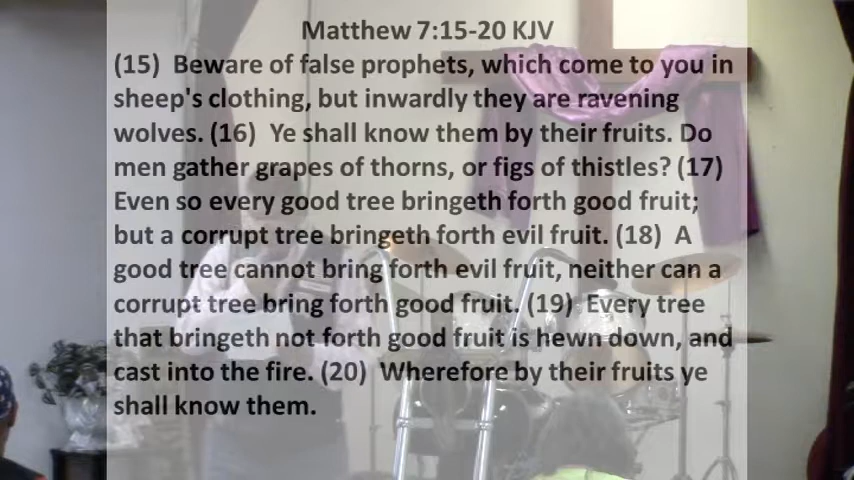 Matthew 7:15-20 KJV
(15)  Beware of false prophets, which come to you in
sheep's clothing, but inwardly they are ravening
wolves. (16)  Ye shall know them by their fruits. Do
men gather grapes of thorns, or figs of thistles? (17)
Even so every good tree bringeth forth good fruit;
but a corrupt tree bringeth forth evil fruit. (18)  A
good tree cannot bring forth evil fruit, neither can a
corrupt tree bring forth good fruit. (19)  Every tree
that bringeth not forth good fruit is hewn down, and
cast into the fire. (20)  Wherefore by their fruits ye
shall know them.